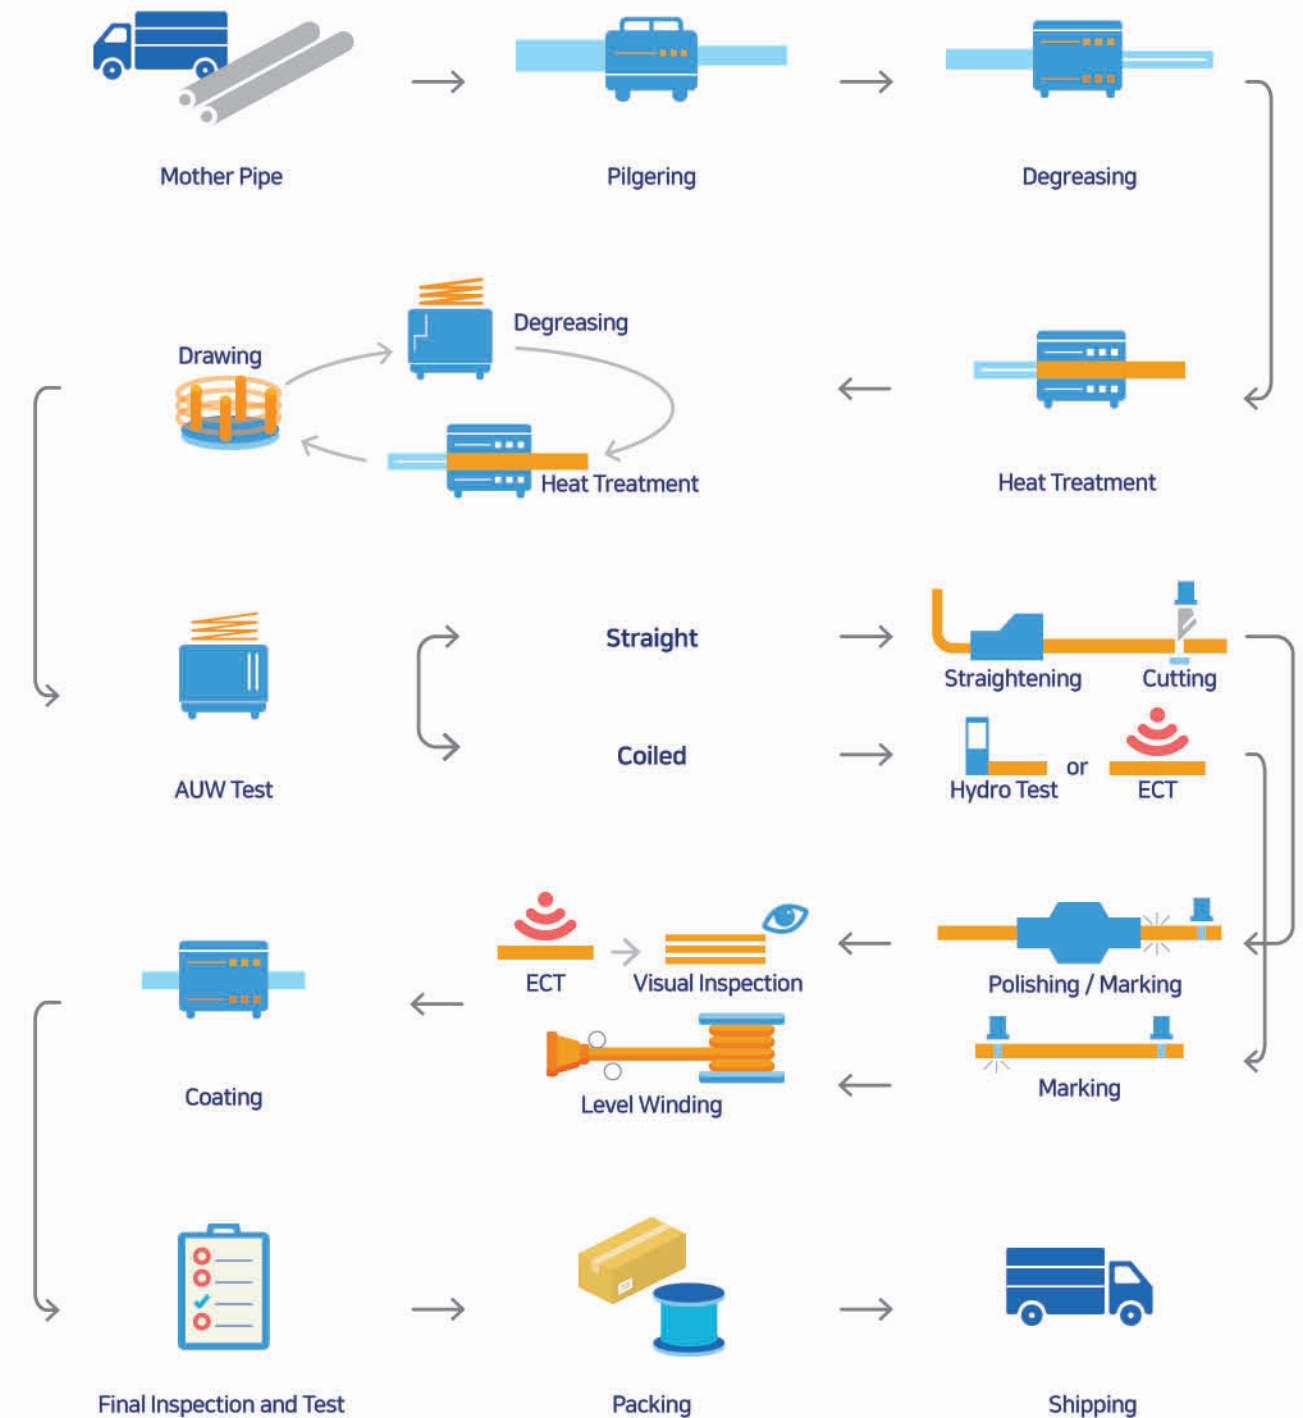 Mother Pipe
Pilgering
Degreasing
Drawing
Degreasing
Heat Treatment
Heat Treatment
AUW Test
Straight
Straightening
Cutting
Coiled
Hydro Test
or
ECT
ECT
Visual Inspection
Polishing / Marking
Coating
Level Winding
Marking
Final Inspection and Test
Packing
Shipping